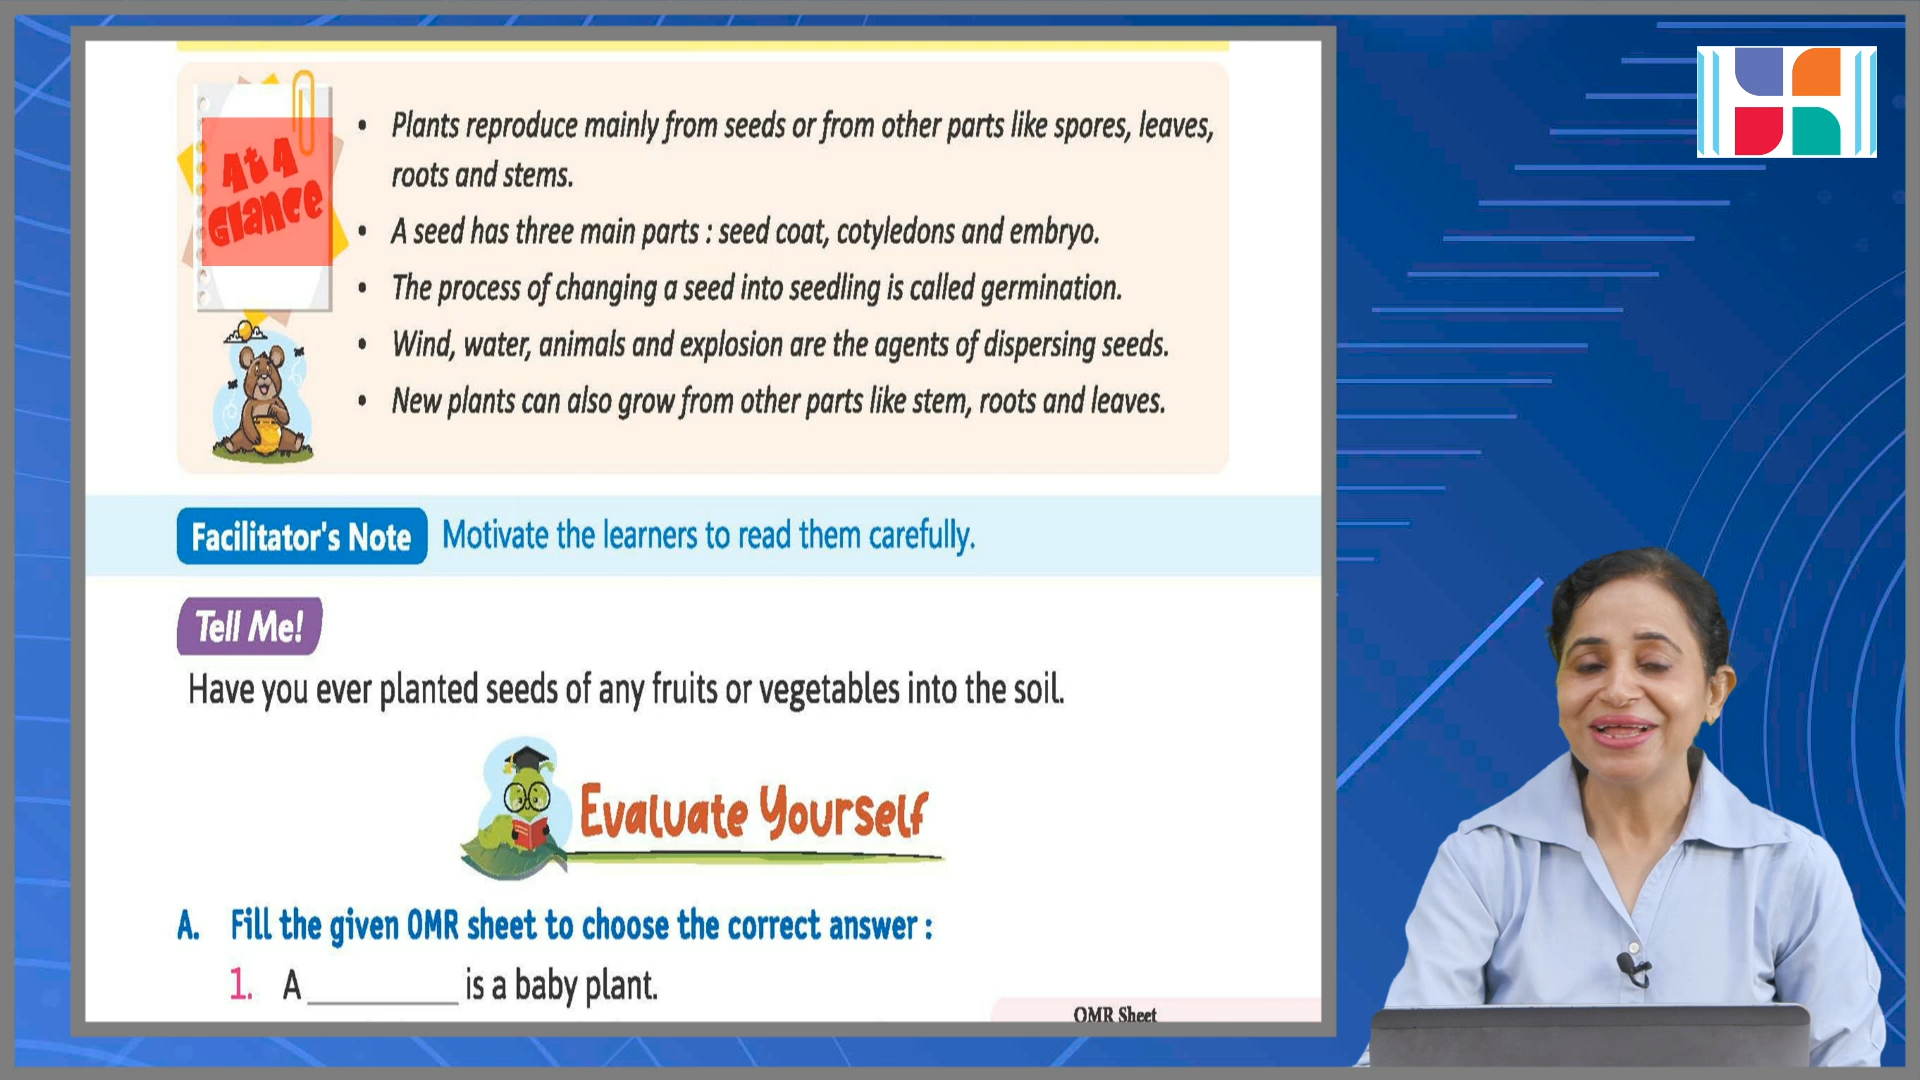 At A
Glance
• Plants reproduce mainly from seeds or from other parts like spores, leaves,
roots and stems.
• A seed has three main parts : seed coat, cotyledons and embryo.
• The process of changing a seed into seedling is called germination.
• Wind, water, animals and explosion are the agents of dispersing seeds.
• New plants can also grow from other parts like stem, roots and leaves.
Facilitator's Note Motivate the learners to read them carefully.
Tell Me!
Have you ever planted seeds of any fruits or vegetables into the soil.
Evaluate Yourself
A. Fill the given OMR sheet to choose the correct answer :
1. A __________ is a baby plant.
OMR Sheet